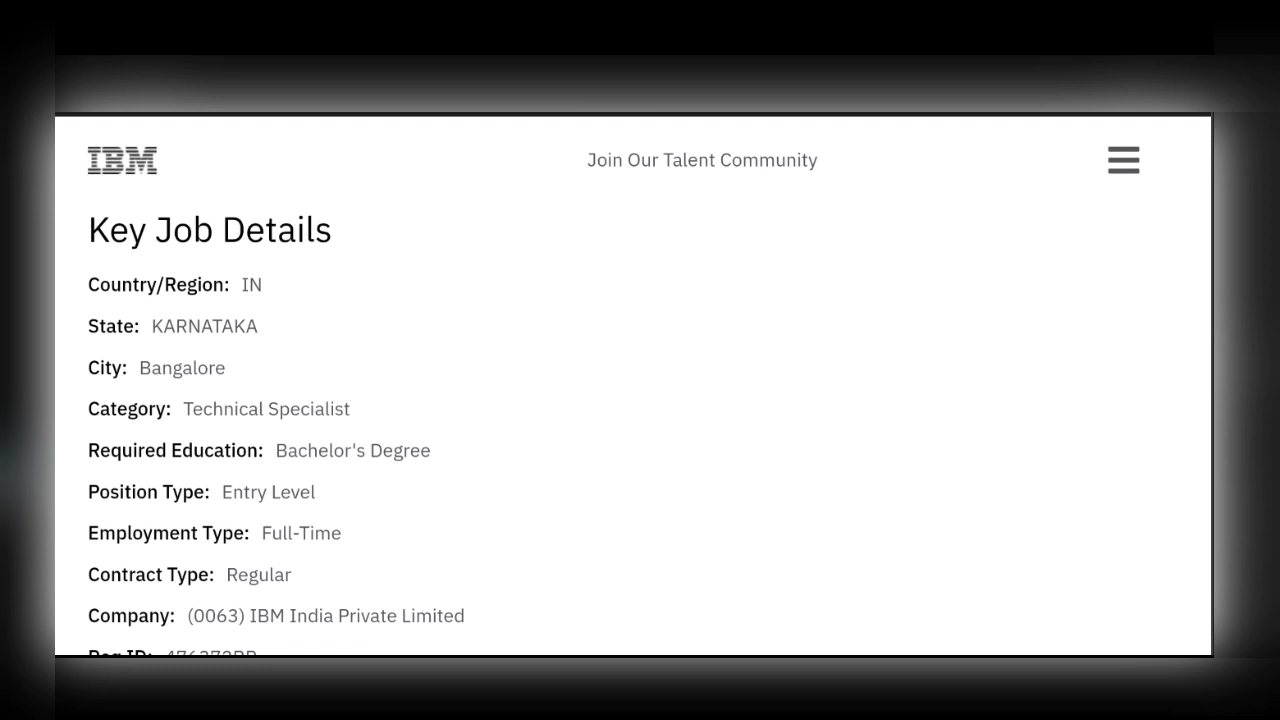 IBM
Join Our Talent Community
Key Job Details
Country/Region: IN
State: KARNATAKA
City: Bangalore
Category: Technical Specialist
Required Education: Bachelor's Degree
Position Type: Entry Level
Employment Type: Full-Time
Contract Type: Regular
Company: (0063) IBM India Private Limited
Req ID: